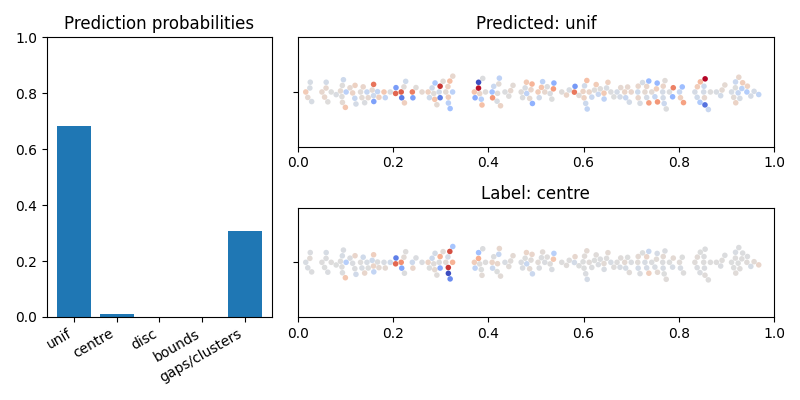 Prediction probabilities
1.0
0.8
0.6
0.4
0.2
0.0
unif
centre
disc
bounds
gaps/clusters
Predicted: unif
0.0 0.2 0.4 0.6 0.8 1.0
Label: centre
0.0 0.2 0.4 0.6 0.8 1.0